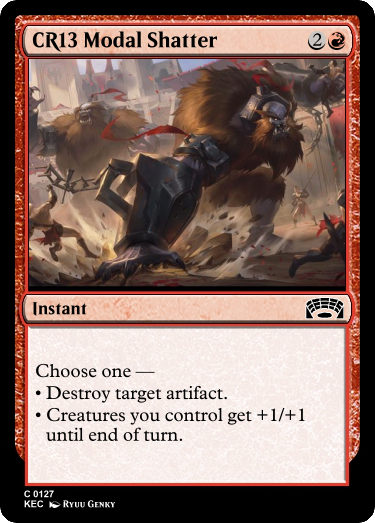 CR13 Modal Shatter 2
Instant
Choose one —
• Destroy target artifact.
• Creatures you control get +1/+1
until end of turn.
C 0127
KEC Ryuu Genky